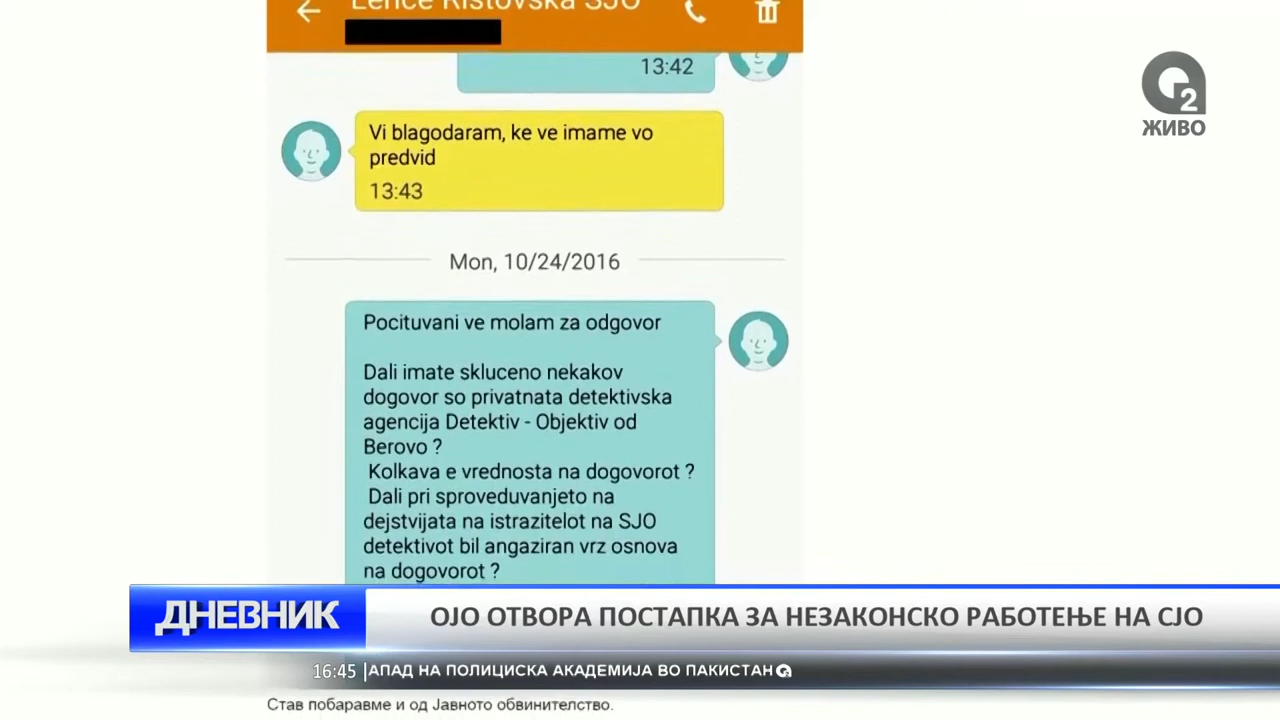 Lence Ristovska SJO
13:42
Vi blagodaram, ke ve imame vo
predvid
13:43
Mon, 10/24/2016
Pocituvani ve molam za odgovor
Dali imate skluceno nekakov
dogovor so privatnata detektivska
agencija Detektiv - Objektiv od
Berovo ?
Kolkava e vrednosta na dogovorot ?
Dali pri sproveduvanjeto na
dejstvijata na istrazitelot na SJO
detektivot bil angaziran vrz osnova
na dogovorot ?
2
ЖИВО
ДНЕВНИК
ОЈО ОТВОРА ПОСТАПКА ЗА НЕЗАКОНСКО РАБОТЕЊЕ НА СЈО
16:45 | АПАД НА ПОЛИЦИСКА АКАДЕМИЈА ВО ПАКИСТАН
Став побаравме и од Јавното обвинителство.